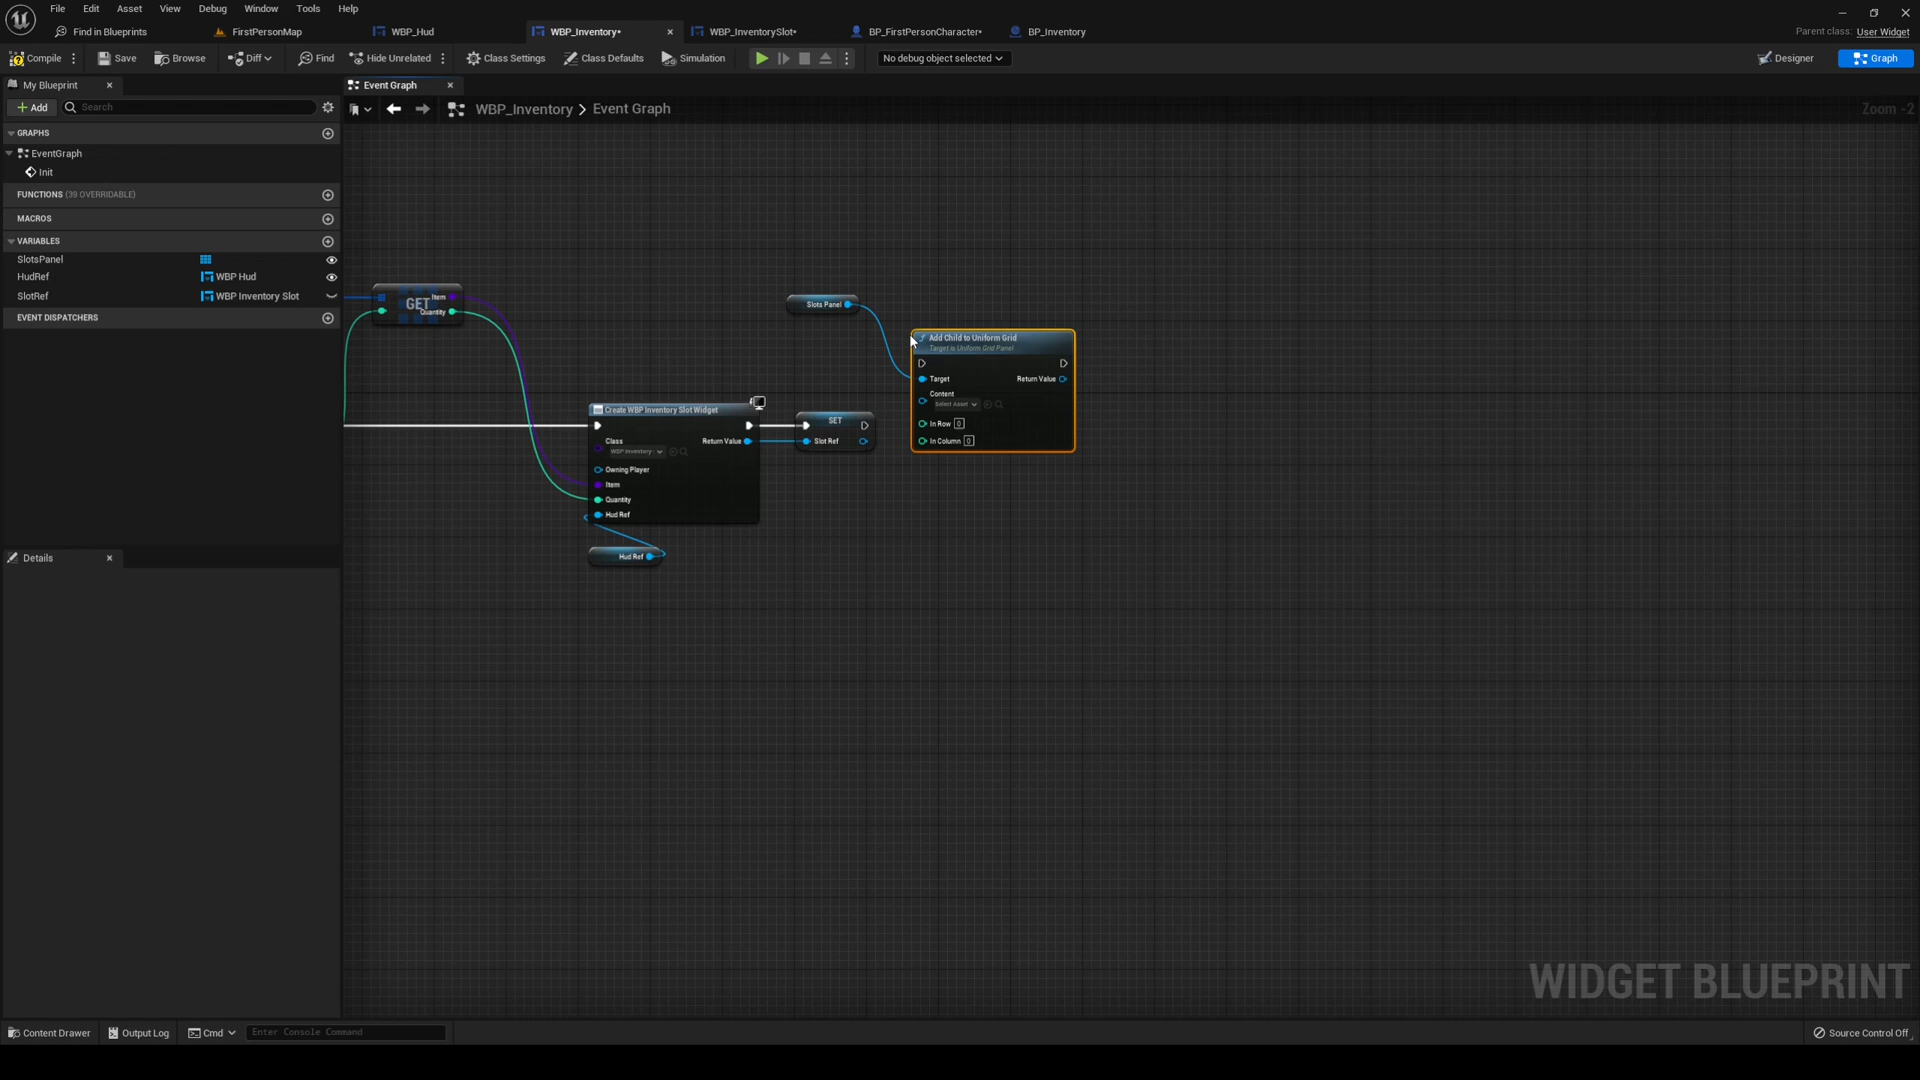 File Edit Asset View Window Debug Tools Help
Find in Blueprints FirstPersonMap WBP_Hud WBP_Inventory• WBP_InventorySlot• BP_FirstPersonCharacter• BP_Inventory
Parent class: User Widget
Compile Save Browse Diff Find Hide Unrelated Class Settings Class Defaults Simulation No debug object selected Designer Graph
My Blueprint
Event Graph
Add Search
WBP_Inventory > Event Graph
Zoom -2
GRAPHS
EventGraph
Init
FUNCTIONS (39 OVERRIDABLE)
MACROS
VARIABLES
SlotsPanel
HudRef WBP Hud
SlotRef WBP Inventory Slot
EVENT DISPATCHERS
GET
Item
Quantity
Slots Panel
Add Child to Uniform Grid
Target is Uniform Grid Panel
Target Return Value
Content
Select Asset
In Row 0
In Column 0
Create WBP Inventory Slot Widget
Class Return Value
WBP Inventory
Owning Player
Item
Quantity
Hud Ref
SET
Slot Ref
Hud Ref
Details
WIDGET BLUEPRINT
Content Drawer Output Log Cmd Enter Console Command Source Control Off